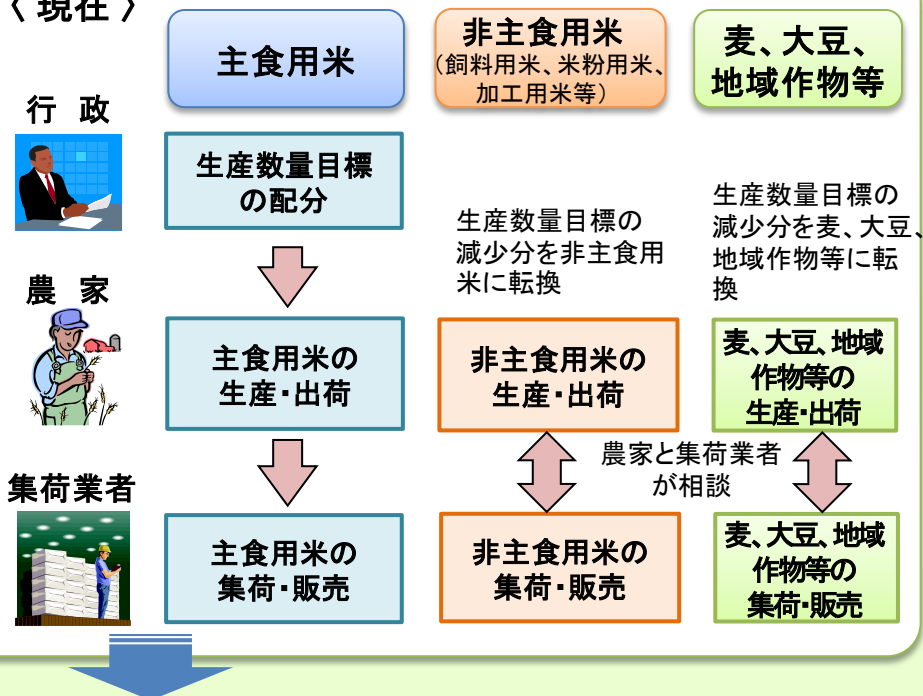 〈 現在 〉
主食用米
非主食用米
(飼料用米、米粉用米、
加工用米等)
麦、大豆、
地域作物等
行 政
生産数量目標
の配分
生産数量目標の
減少分を非主食用
米に転換
生産数量目標の
減少分を麦、大豆、
地域作物等に転
換
農 家
主食用米の
生産・出荷
非主食用米の
生産・出荷
麦、大豆、地域
作物等の
生産・出荷
農家と集荷業者
が相談
集荷業者
主食用米の
集荷・販売
非主食用米の
集荷・販売
麦、大豆、地域
作物等の
集荷・販売